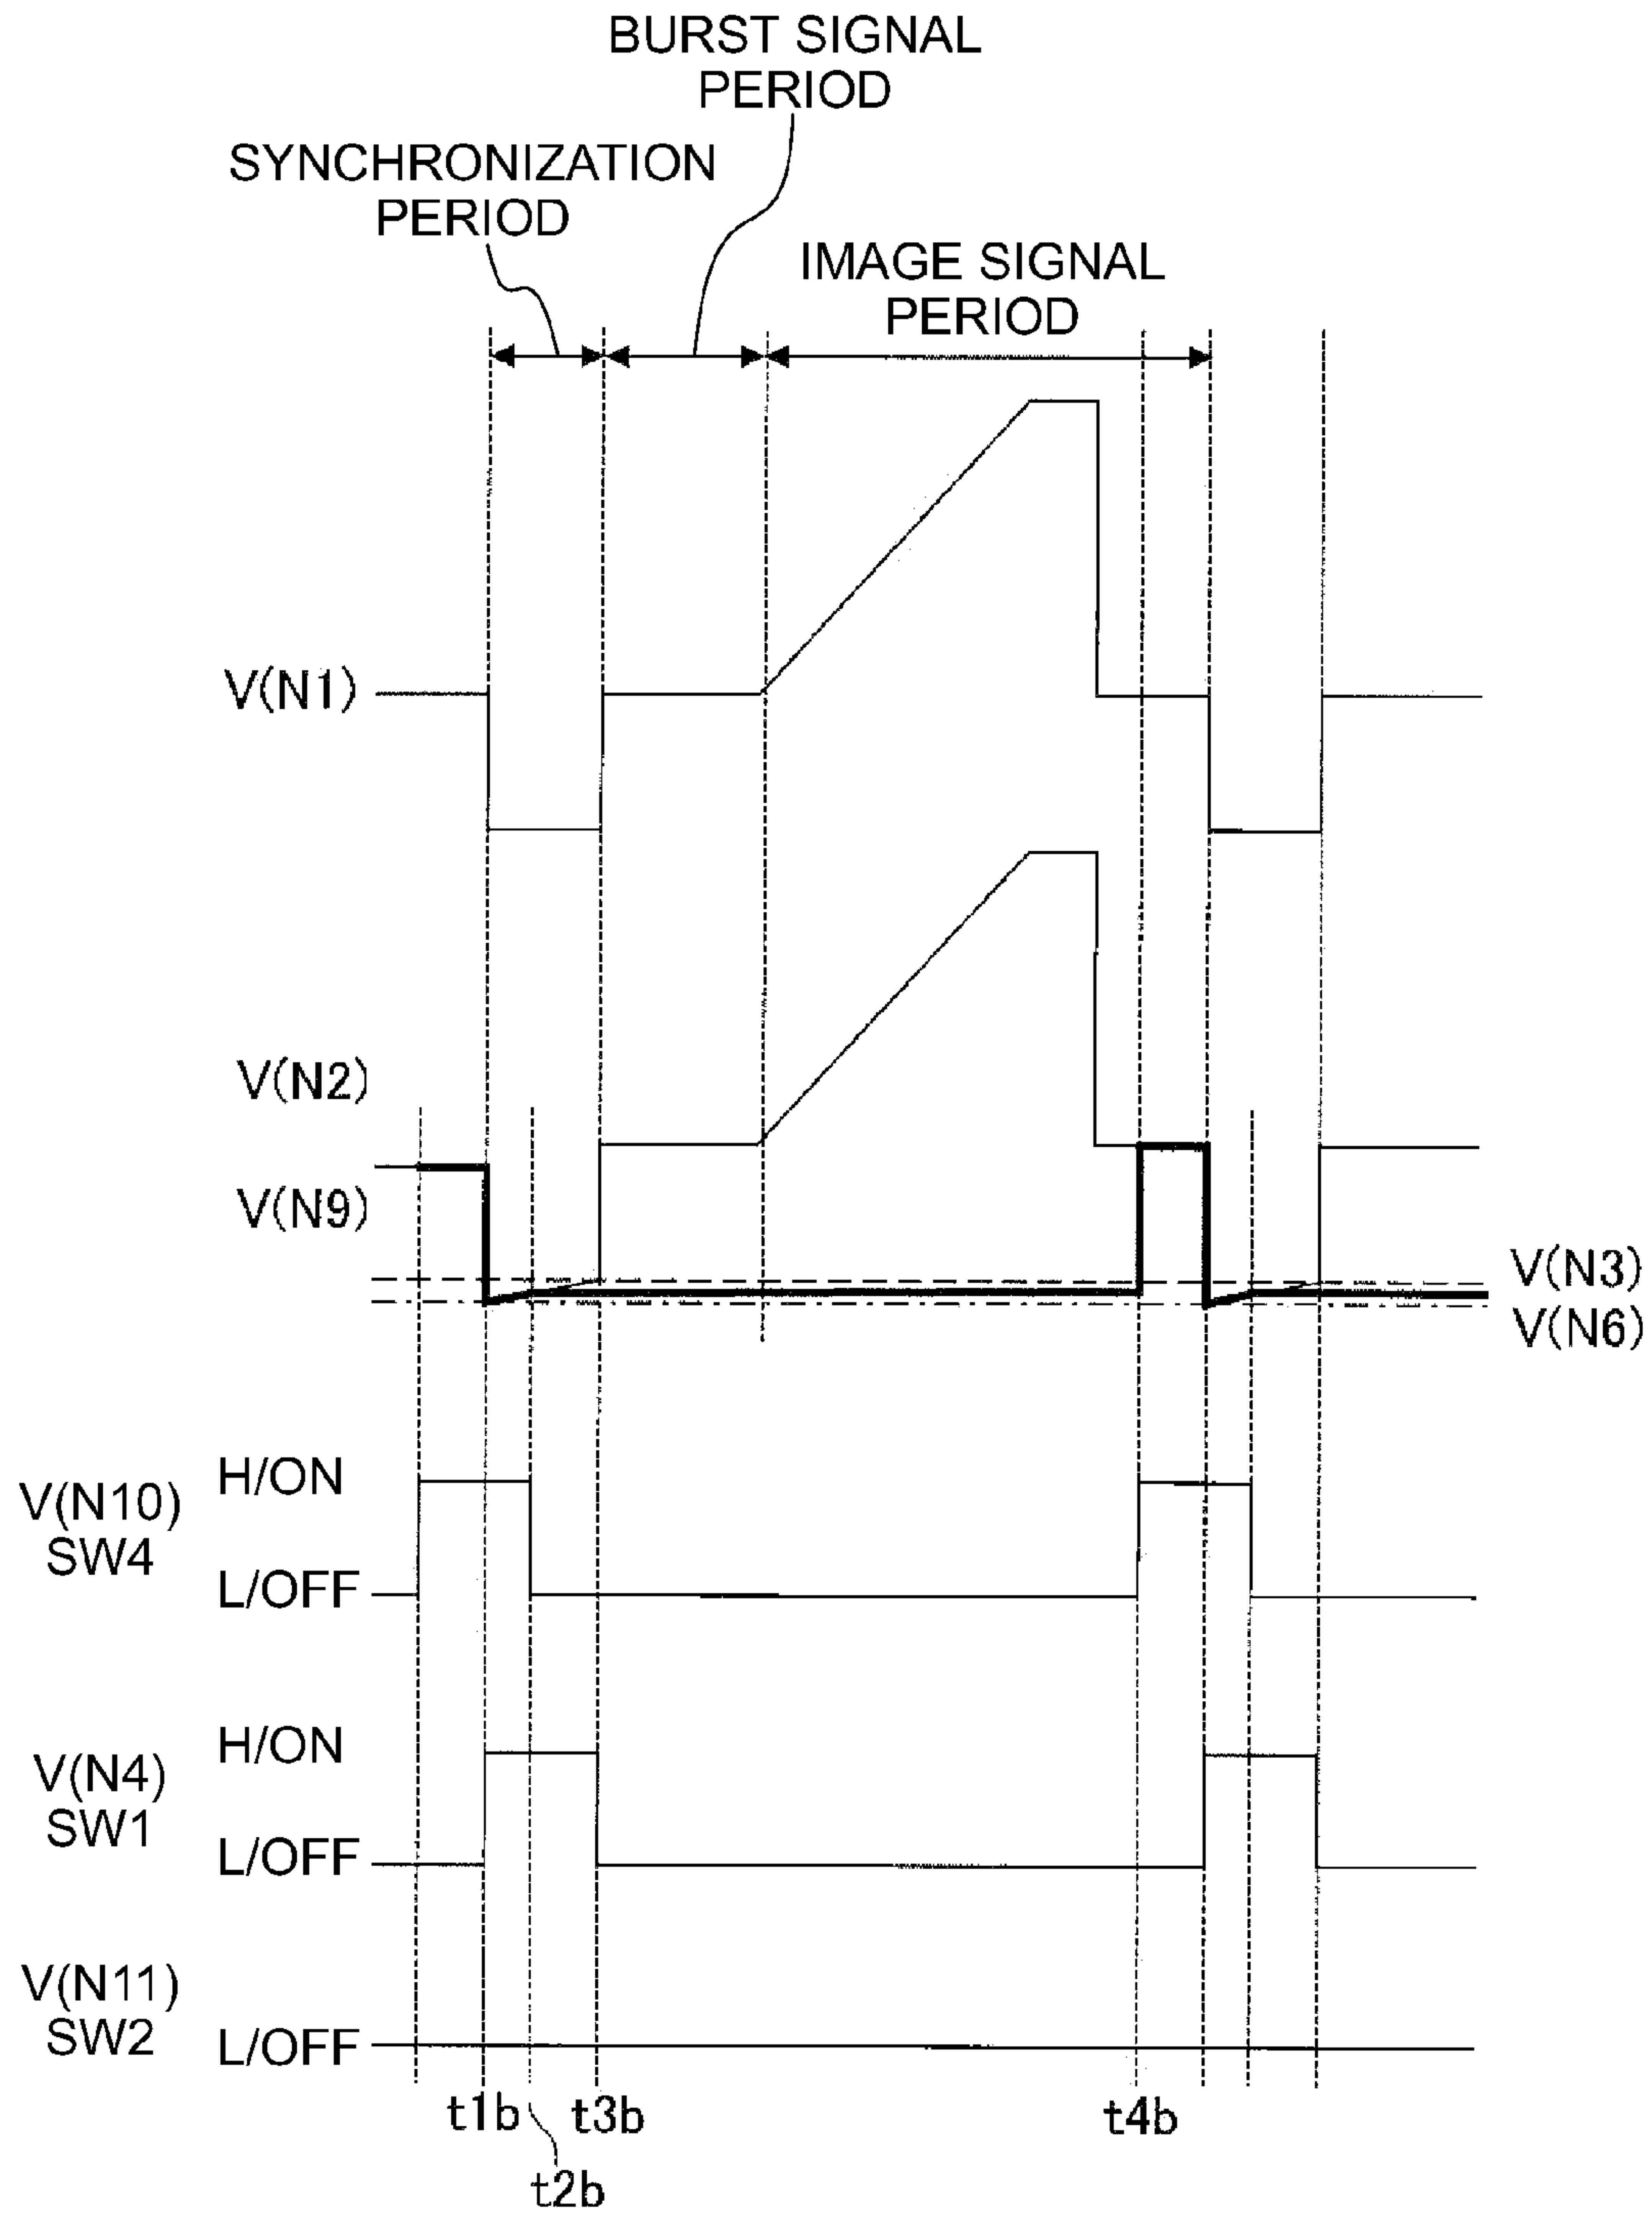 BURST SIGNAL
PERIOD
SYNCHRONIZATION
PERIOD
IMAGE SIGNAL
PERIOD
V(N1)
V(N2)
V(N9)
V(N3)
V(N6)
H/ON
V(N10)
SW4
L/OFF
H/ON
V(N4)
SW1
L/OFF
V(N11)
SW2
L/OFF
t1b t3b t4b
t2b